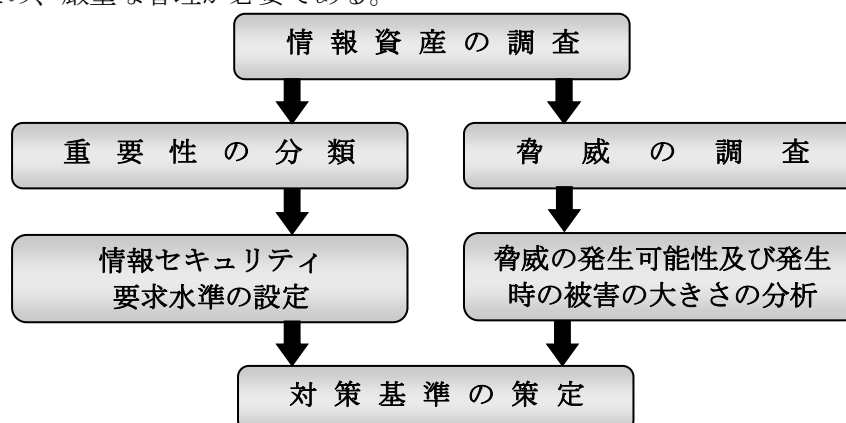 厳重な管理が必要である。
情報資産の調査
重要性の分類
脅威の調査
情報セキュリティ
要求水準の設定
脅威の発生可能性及び発生
時の被害の大きさの分析
対策基準の策定